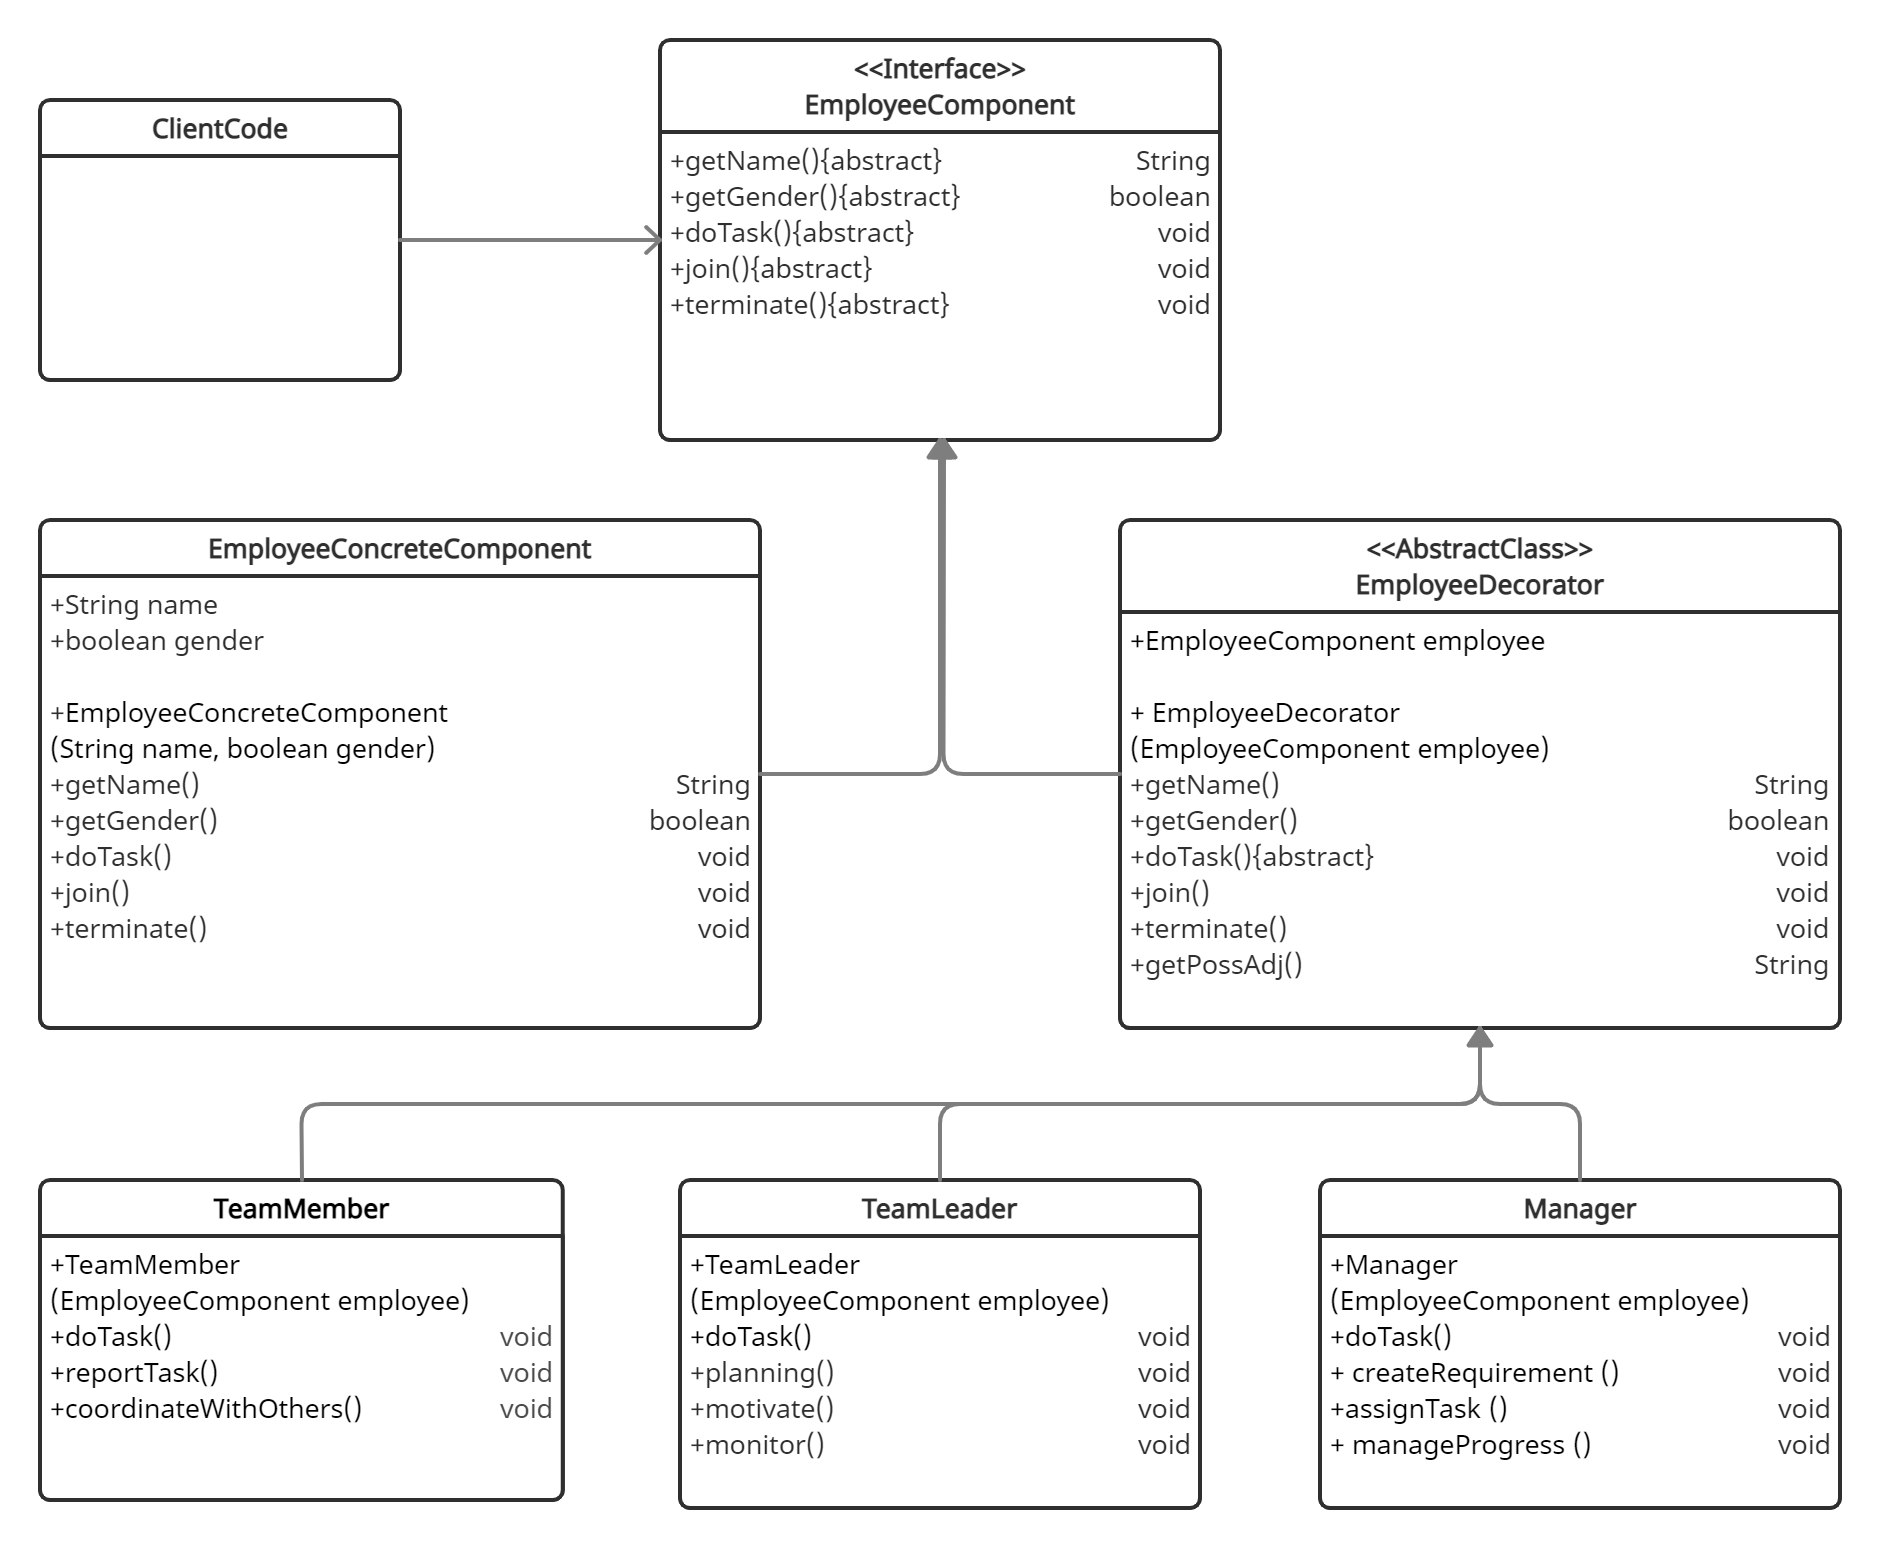 ClientCode
<<Interface>>
EmployeeComponent
+getName(){abstract} String
+getGender(){abstract} boolean
+doTask(){abstract} void
+join(){abstract} void
+terminate(){abstract} void
EmployeeConcreteComponent
+String name
+boolean gender
+EmployeeConcreteComponent
(String name, boolean gender)
+getName() String
+getGender() boolean
+doTask() void
+join() void
+terminate() void
<<AbstractClass>>
EmployeeDecorator
+EmployeeComponent employee
+ EmployeeDecorator
(EmployeeComponent employee)
+getName() String
+getGender() boolean
+doTask(){abstract} void
+join() void
+terminate() void
+getPossAdj() String
TeamMember
+TeamMember
(EmployeeComponent employee)
+doTask() void
+reportTask() void
+coordinateWithOthers() void
TeamLeader
+TeamLeader
(EmployeeComponent employee)
+doTask() void
+planning() void
+motivate() void
+monitor() void
Manager
+Manager
(EmployeeComponent employee)
+doTask() void
+ createRequirement () void
+assignTask () void
+ manageProgress () void